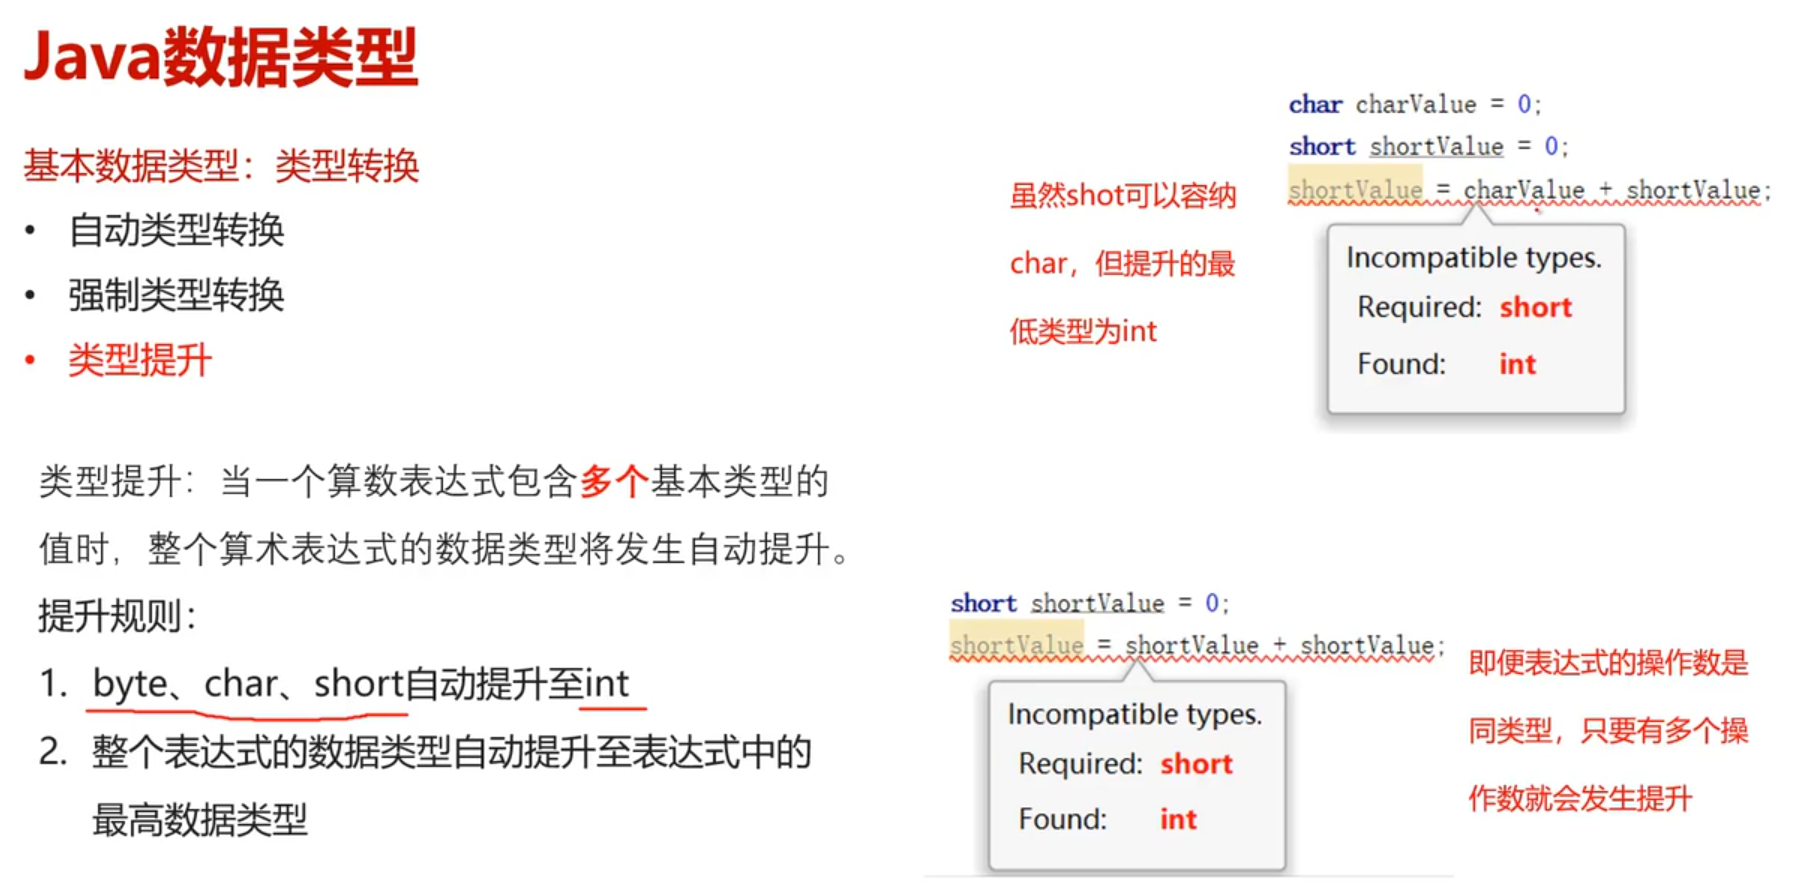 Java数据类型
基本数据类型：类型转换
• 自动类型转换
• 强制类型转换
• 类型提升
类型提升：当一个算数表达式包含多个基本类型的
值时，整个算术表达式的数据类型将发生自动提升。
提升规则：
1. byte、char、short自动提升至int
2. 整个表达式的数据类型自动提升至表达式中的
最高数据类型
char charValue = 0;
short shortValue = 0;
shortValue = charValue + shortValue;
虽然shot可以容纳
char，但提升的最
低类型为int
Incompatible types.
Required: short
Found: int
short shortValue = 0;
shortValue = shortValue + shortValue;
Incompatible types.
Required: short
Found: int
即便表达式的操作数是
同类型，只要有多个操
作数就会发生提升